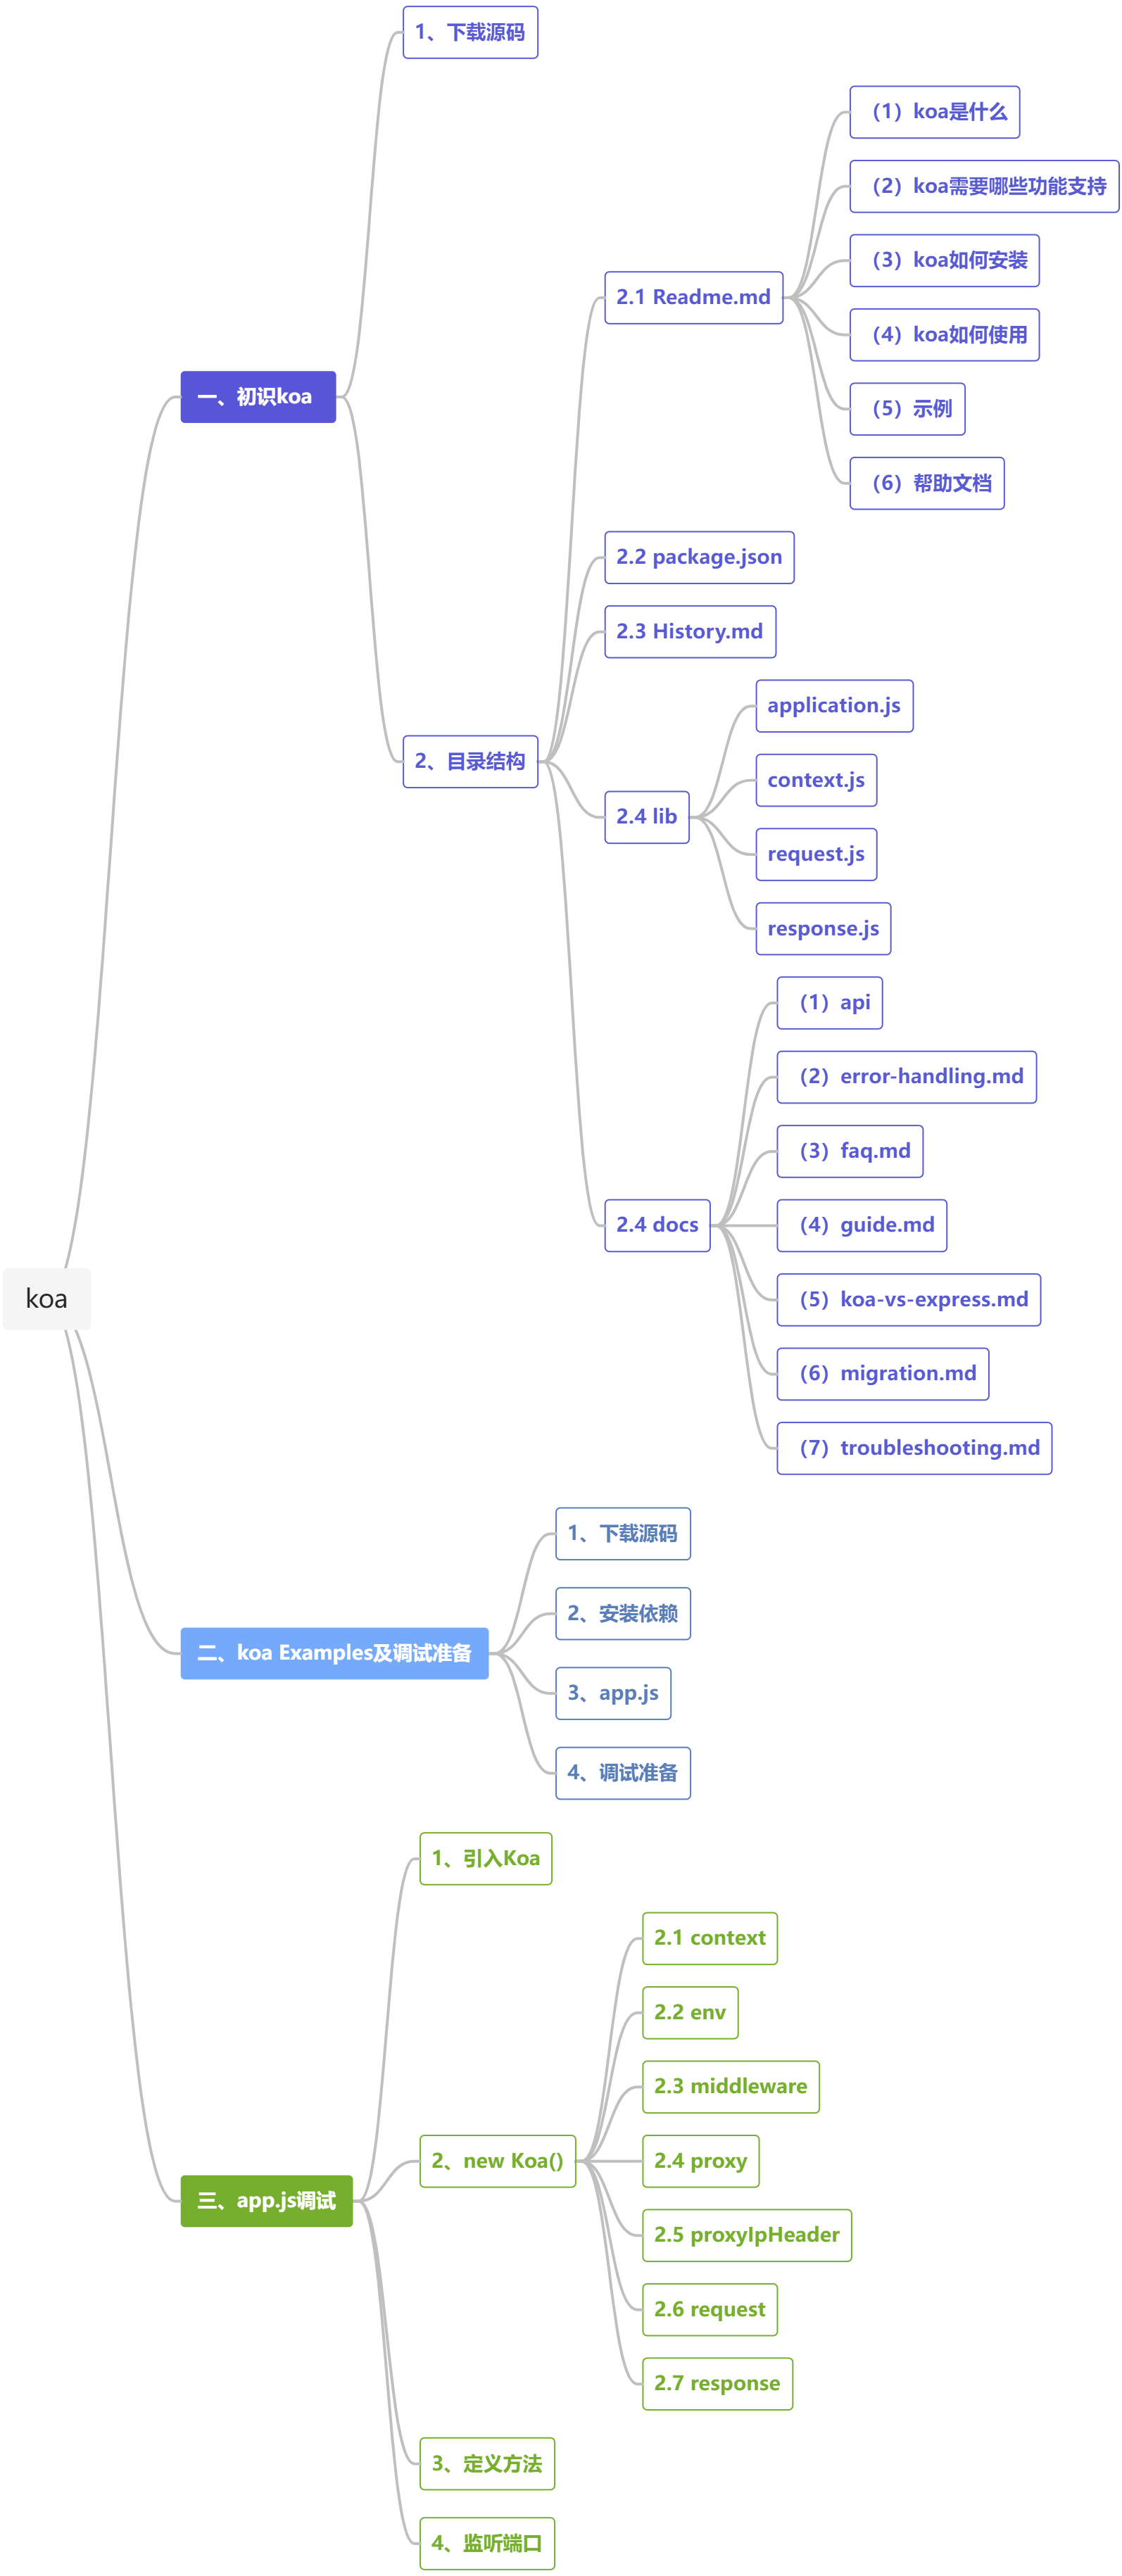 koa
一、初识koa
1、下载源码
2、目录结构
2.1 Readme.md
（1）koa是什么
（2）koa需要哪些功能支持
（3）koa如何安装
（4）koa如何使用
（5）示例
（6）帮助文档
2.2 package.json
2.3 History.md
2.4 lib
application.js
context.js
request.js
response.js
2.4 docs
（1）api
（2）error-handling.md
（3）faq.md
（4）guide.md
（5）koa-vs-express.md
（6）migration.md
（7）troubleshooting.md
二、koa Examples及调试准备
1、下载源码
2、安装依赖
3、app.js
4、调试准备
三、app.js调试
1、引入Koa
2、new Koa()
2.1 context
2.2 env
2.3 middleware
2.4 proxy
2.5 proxyIpHeader
2.6 request
2.7 response
3、定义方法
4、监听端口